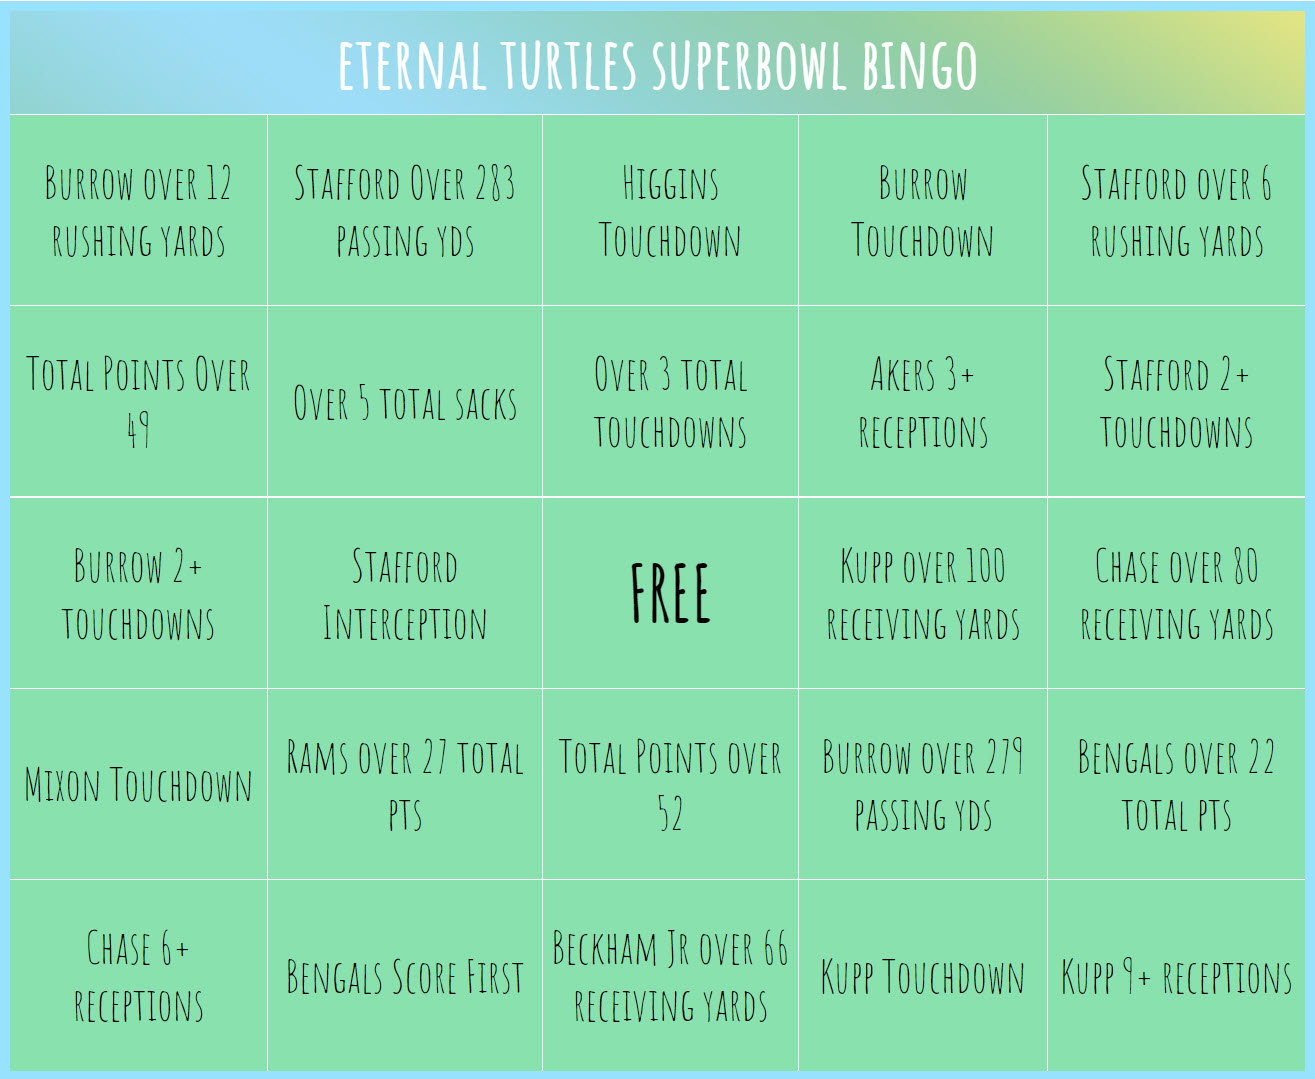 ETERNAL TURTLES SUPERBOWL BINGO
BURROW OVER 12
RUSHING YARDS
STAFFORD OVER 283
PASSING YDS
HIGGINS
TOUCHDOWN
BURROW
TOUCHDOWN
STAFFORD OVER 6
RUSHING YARDS
TOTAL POINTS OVER
49
OVER 5 TOTAL SACKS
OVER 3 TOTAL
TOUCHDOWNS
AKERS 3+
RECEPTIONS
STAFFORD 2+
TOUCHDOWNS
BURROW 2+
TOUCHDOWNS
STAFFORD
INTERCEPTION
FREE
KUPP OVER 100
RECEIVING YARDS
CHASE OVER 80
RECEIVING YARDS
MIXON TOUCHDOWN
RAMS OVER 27 TOTAL
PTS
TOTAL POINTS OVER
52
BURROW OVER 279
PASSING YDS
BENGALS OVER 22
TOTAL PTS
CHASE 6+
RECEPTIONS
BENGALS SCORE FIRST
BECKHAM JR OVER 66
RECEIVING YARDS
KUPP TOUCHDOWN
KUPP 9+ RECEPTIONS